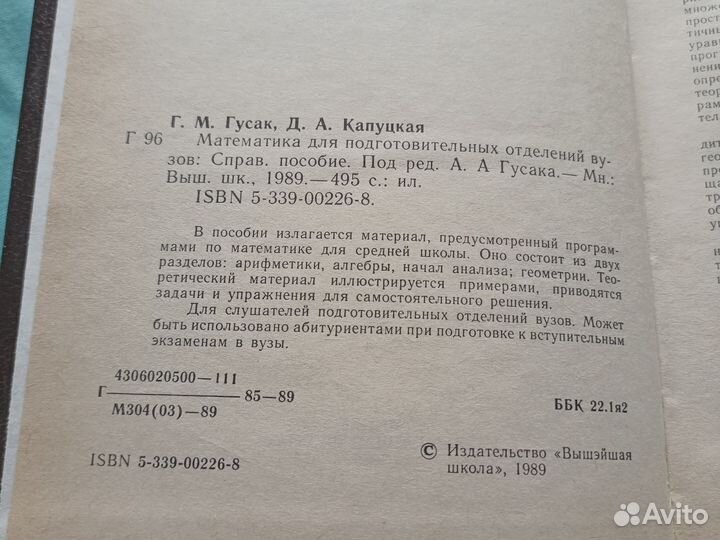 Г. М. Гусак, Д. А. Капуцкая
Г 96 Математика для подготовительных отделений ву-
зов: Справ. пособие. Под ред. А. А Гусака.— Мн.:
Выш. шк., 1989.—495 с.: ил.
ISBN 5-339-00226-8.
В пособии излагается материал, предусмотренный програм-
мами по математике для средней школы. Оно состоит из двух
разделов: арифметики, алгебры, начал анализа; геометрии. Тео-
ретический материал иллюстрируется примерами, приводятся
задачи и упражнения для самостоятельного решения.
Для слушателей подготовительных отделений вузов. Может
быть использовано абитуриентами при подготовке к вступительным
экзаменам в вузы.
4306020500—111
Г 85—89
М304(03)—89
ББК 22.1я2
ISBN 5-339-00226-8
© Издательство «Вышэйшая
школа», 1989
Avito